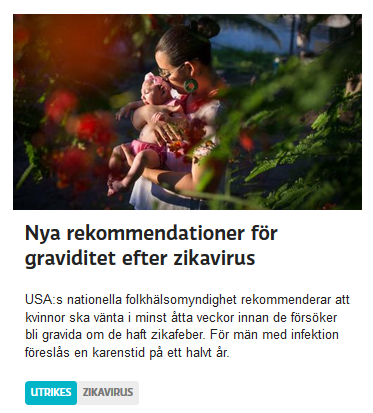 Nya rekommendationer för
graviditet efter zikavirus
USA:s nationella folkhälsomyndighet rekommenderar att
kvinnor ska vänta i minst åtta veckor innan de försöker
bli gravida om de haft zikafeber. För män med infektion
föreslås en karenstid på ett halvt år.
UTRIKES ZIKAVIRUS